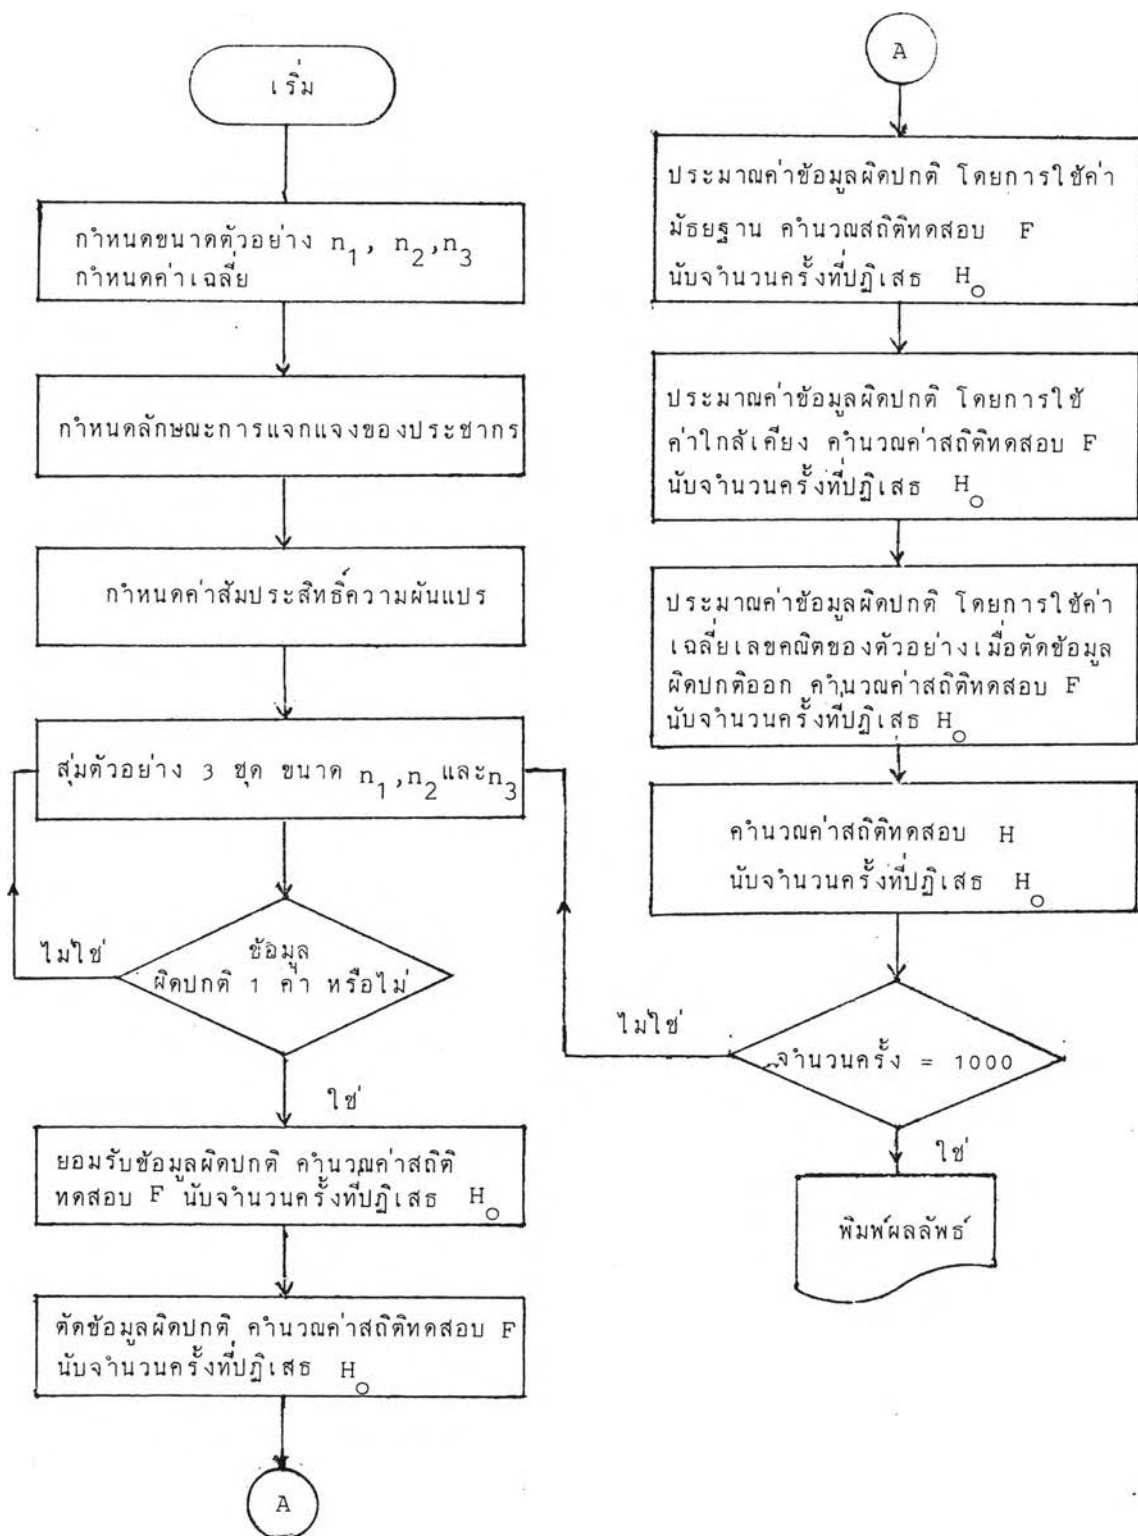 เริ่ม
กำหนดขนาดตัวอย่าง n1, n2,n3
กำหนดค่าเฉลี่ย
กำหนดลักษณะการแจกแจงของประชากร
กำหนดค่าสัมประสิทธิ์ความผันแปร
สุ่มตัวอย่าง 3 ชุด ขนาด n1,n2และn3
ไม่ใช่
ข้อมูล
ผิดปกติ 1 ค่า หรือไม่
ใช่
ยอมรับข้อมูลผิดปกติ คำนวณค่าสถิติ
ทดสอบ F นับจำนวนครั้งที่ปฏิเสธ Ho
ตัดข้อมูลผิดปกติ คำนวณค่าสถิติทดสอบ F
นับจำนวนครั้งที่ปฏิเสธ Ho
A
A
ประมาณค่าข้อมูลผิดปกติ โดยการใช้ค่า
มัธยฐาน คำนวณสถิติทดสอบ F
นับจำนวนครั้งที่ปฏิเสธ Ho
ประมาณค่าข้อมูลผิดปกติ โดยการใช้
ค่าใกล้เคียง คำนวณค่าสถิติทดสอบ F
นับจำนวนครั้งที่ปฏิเสธ Ho
ประมาณค่าข้อมูลผิดปกติ โดยการใช้ค่า
เฉลี่ยเลขคณิตของตัวอย่างเมื่อตัดข้อมูล
ผิดปกติออก คำนวณค่าสถิติทดสอบ F
นับจำนวนครั้งที่ปฏิเสธ Ho
คำนวณค่าสถิติทดสอบ H
นับจำนวนครั้งที่ปฏิเสธ Ho
ไม่ใช่
จำนวนครั้ง = 1000
ใช่
พิมพ์ผลลัพธ์